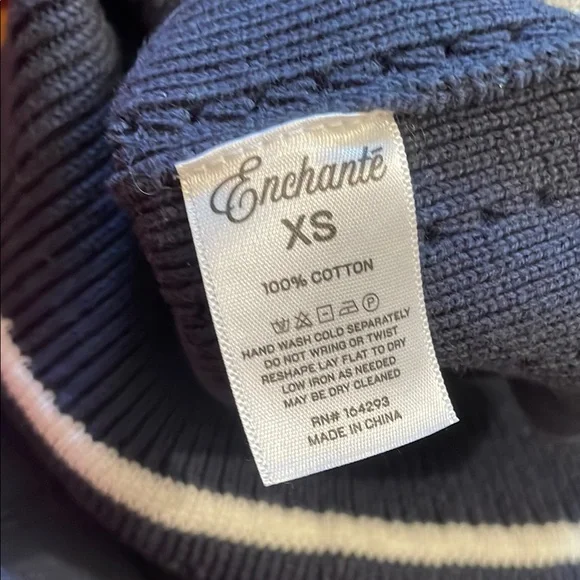 Enchantē
XS
100% COTTON
HAND WASH COLD SEPARATELY
DO NOT WRING OR TWIST
RESHAPE LAY FLAT TO DRY
LOW IRON AS NEEDED
MAY BE DRY CLEANED
RN# 164293
MADE IN CHINA